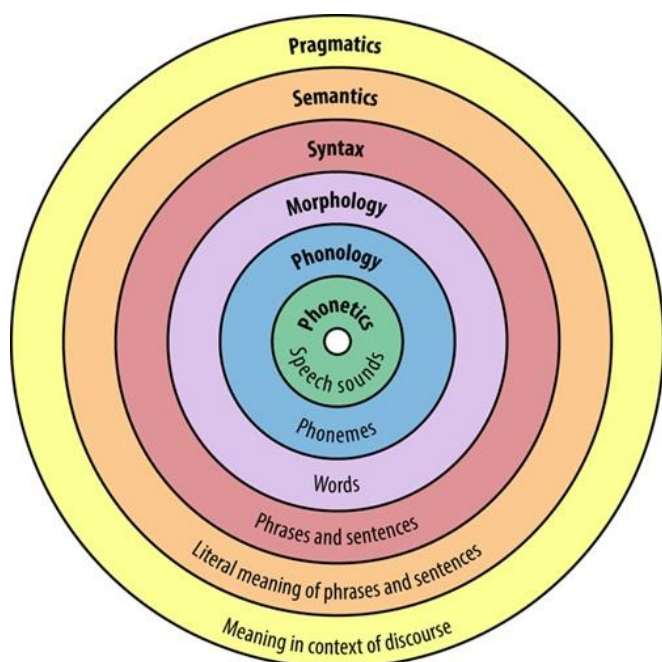 Pragmatics
Semantics
Syntax
Morphology
Phonology
Phonetics
Speech sounds
Phonemes
Words
Phrases and sentences
Literal meaning of phrases and sentences
Meaning in context of discourse